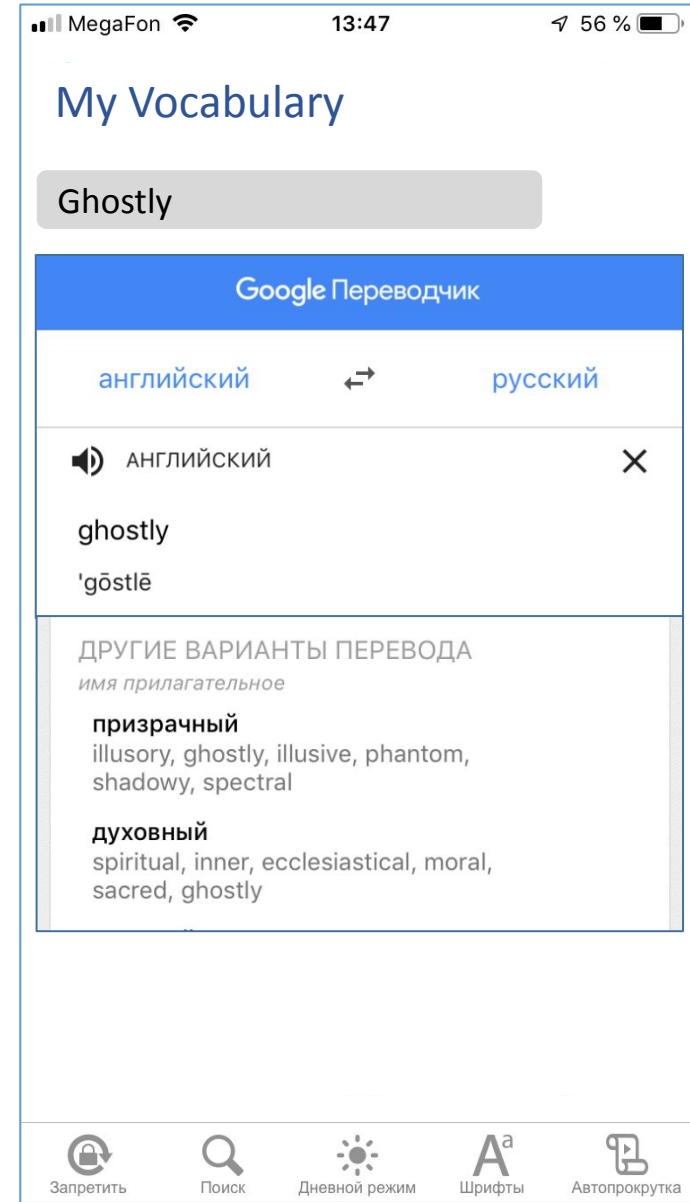 MegaFon 13:47 56 %
My Vocabulary
Ghostly
Google Переводчик
английский русский
АНГЛИЙСКИЙ
ghostly
'gōstlē
ДРУГИЕ ВАРИАНТЫ ПЕРЕВОДА
имя прилагательное
призрачный
illusory, ghostly, illusive, phantom,
shadowy, spectral
духовный
spiritual, inner, ecclesiastical, moral,
sacred, ghostly
Aa
Запретить Поиск Дневной режим Шрифты Автопрокрутка